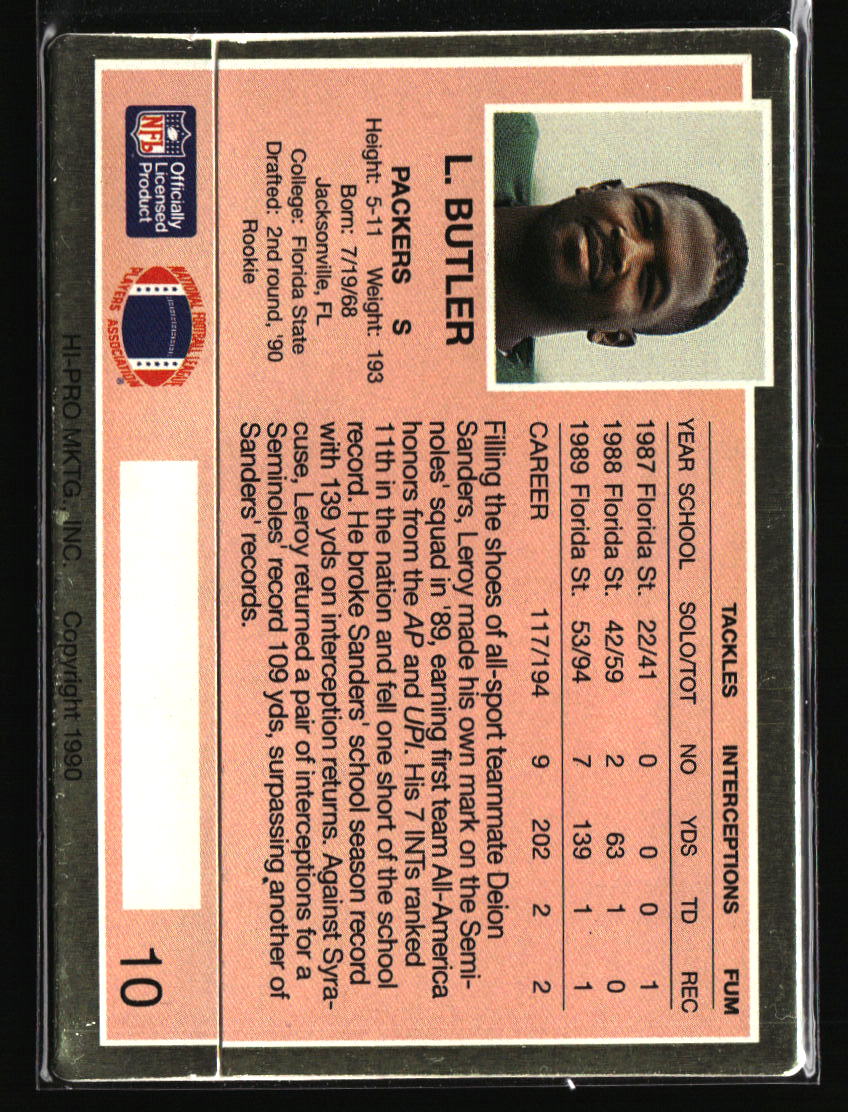 L. BUTLER
PACKERS S
Height: 5-11 Weight: 193
Born: 7/19/68
Jacksonville, FL
College: Florida State
Drafted: 2nd round, '90
Rookie
TACKLES INTERCEPTIONS FUM
YEAR SCHOOL SOLO/TOT NO YDS TD REC
1987 Florida St. 22/41 0 0 0 1
1988 Florida St. 42/59 2 63 1 0
1989 Florida St. 53/94 7 139 1 1
CAREER 117/194 9 202 2 2
Filling the shoes of all-sport teammate Deion
Sanders, Leroy made his own mark on the Semi-
noles' squad in '89, earning first team All-America
honors from the AP and UPI. His 7 INTs ranked
11th in the nation and fell one short of the school
record. He broke Sanders' school season record
with 139 yds on interception returns. Against Syra-
cuse, Leroy returned a pair of interceptions for a
Seminoles' record 109 yds, surpassing another of
Sanders' records.
NFL
Officially
Licensed
Product
NATIONAL FOOTBALL LEAGUE
PLAYERS ASSOCIATION®
10
HI-PRO MKTG., INC. Copyright 1990